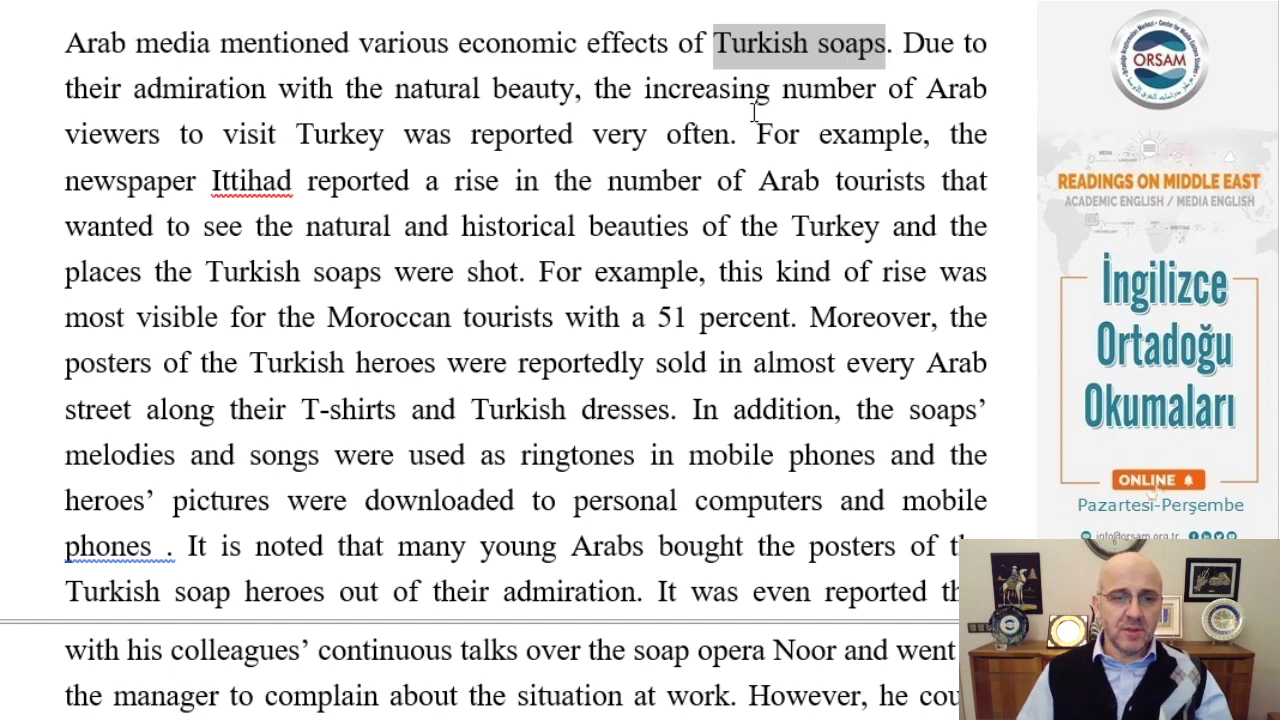 Arab media mentioned various economic effects of Turkish soaps. Due to
their admiration with the natural beauty, the increasing number of Arab
viewers to visit Turkey was reported very often. For example, the
newspaper Ittihad reported a rise in the number of Arab tourists that
wanted to see the natural and historical beauties of the Turkey and the
places the Turkish soaps were shot. For example, this kind of rise was
most visible for the Moroccan tourists with a 51 percent. Moreover, the
posters of the Turkish heroes were reportedly sold in almost every Arab
street along their T-shirts and Turkish dresses. In addition, the soaps’
melodies and songs were used as ringtones in mobile phones and the
heroes’ pictures were downloaded to personal computers and mobile
phones . It is noted that many young Arabs bought the posters of
Turkish soap heroes out of their admiration. It was even reported
with his colleagues’ continuous talks over the soap opera Noor and went
the manager to complain about the situation at work. However, he
ORSAM
READINGS ON MIDDLE EAST
ACADEMIC ENGLISH / MEDIA ENGLISH
İngilizce
Ortadoğu
Okumaları
ONLINE
Pazartesi-Perşembe
info@orsam.org.tr